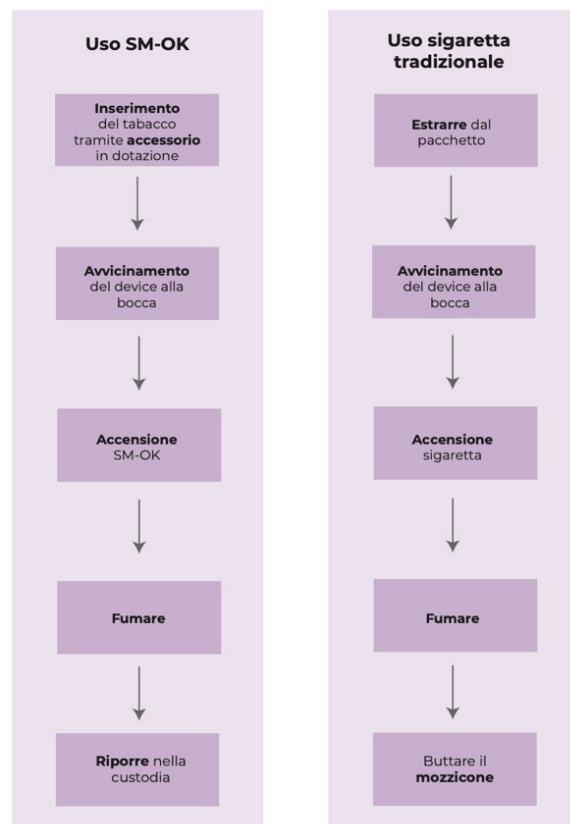 Uso SM-OK
Inserimento
del tabacco
tramite accessorio
in dotazione
Avvicinamento
del device alla
bocca
Accensione
SM-OK
Fumare
Riporre nella
custodia
Uso sigaretta
tradizionale
Estrarre dal
pacchetto
Avvicinamento
del device alla
bocca
Accensione
sigaretta
Fumare
Buttare il
mozzicone